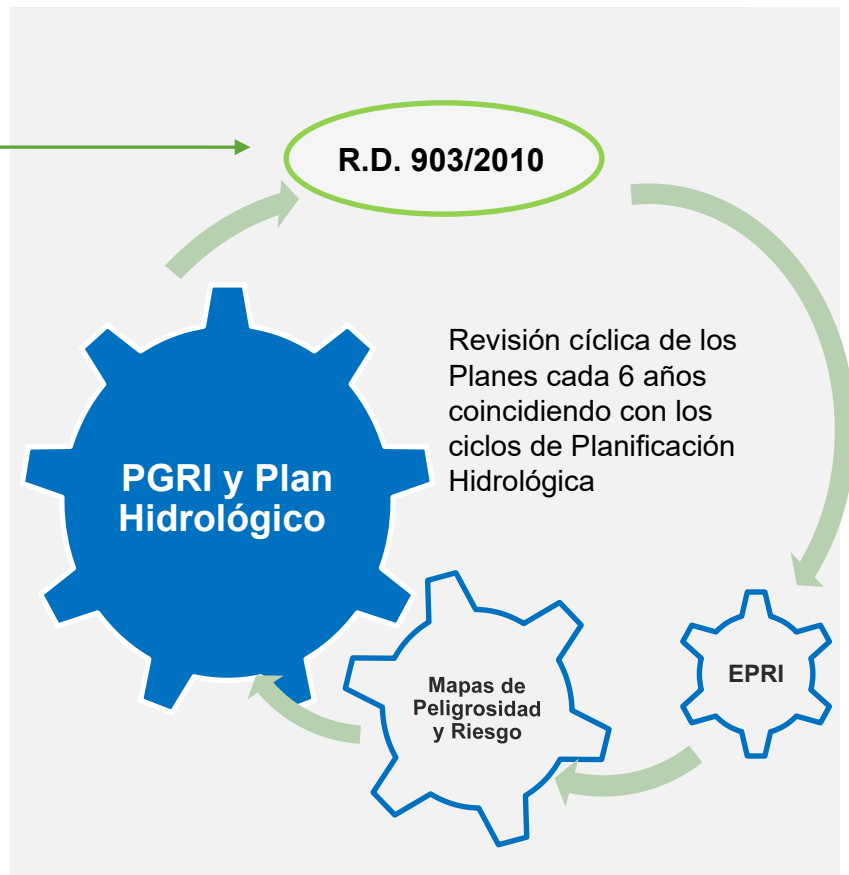 R.D. 903/2010
Revisión cíclica de los
Planes cada 6 años
coincidiendo con los
ciclos de Planificación
Hidrológica
PGRI y Plan
Hidrológico
EPRI
Mapas de
Peligrosidad
y Riesgo